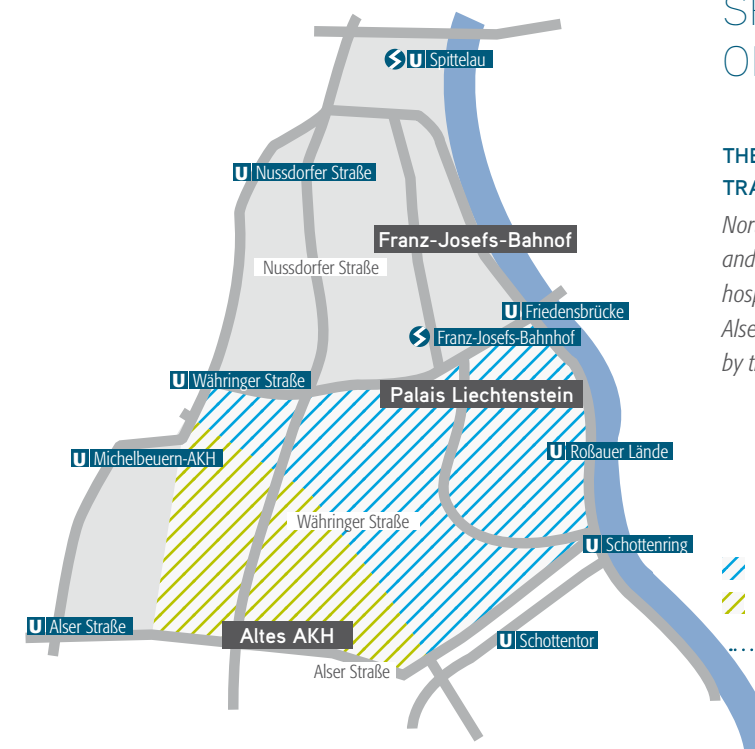 U Spittelau
U Nussdorfer Straße
Franz-Josefs-Bahnhof
Nussdorfer Straße
U Friedensbrücke
Franz-Josefs-Bahnhof
U Währinger Straße
Palais Liechtenstein
U Michelbeuern-AKH
U Roßauer Lände
Währinger Straße
U Schottenring
U Alser Straße
Altes AKH
U Schottentor
Alser Straße
THE
TRA
Nor
and
hosp
Alse
by t